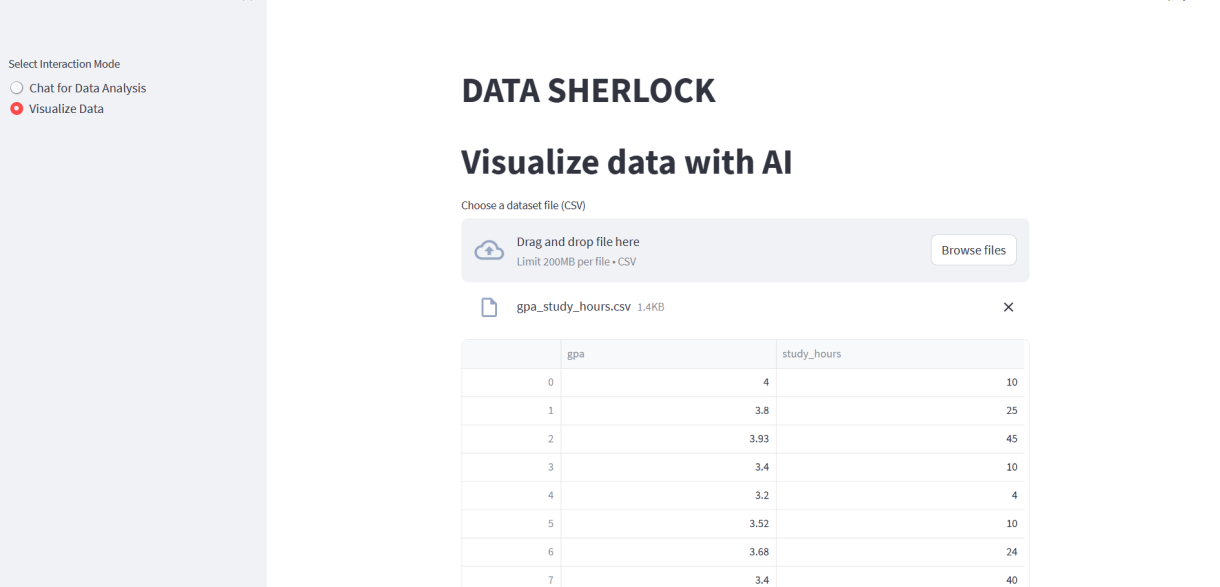 Select Interaction Mode
Chat for Data Analysis
Visualize Data
DATA SHERLOCK
Visualize data with AI
Choose a dataset file (CSV)
Drag and drop file here
Limit 200MB per file • CSV
Browse files
gpa_study_hours.csv 1.4KB
gpa study_hours
0 4 10
1 3.8 25
2 3.93 45
3 3.4 10
4 3.2 4
5 3.52 10
6 3.68 24
7 3.4 40